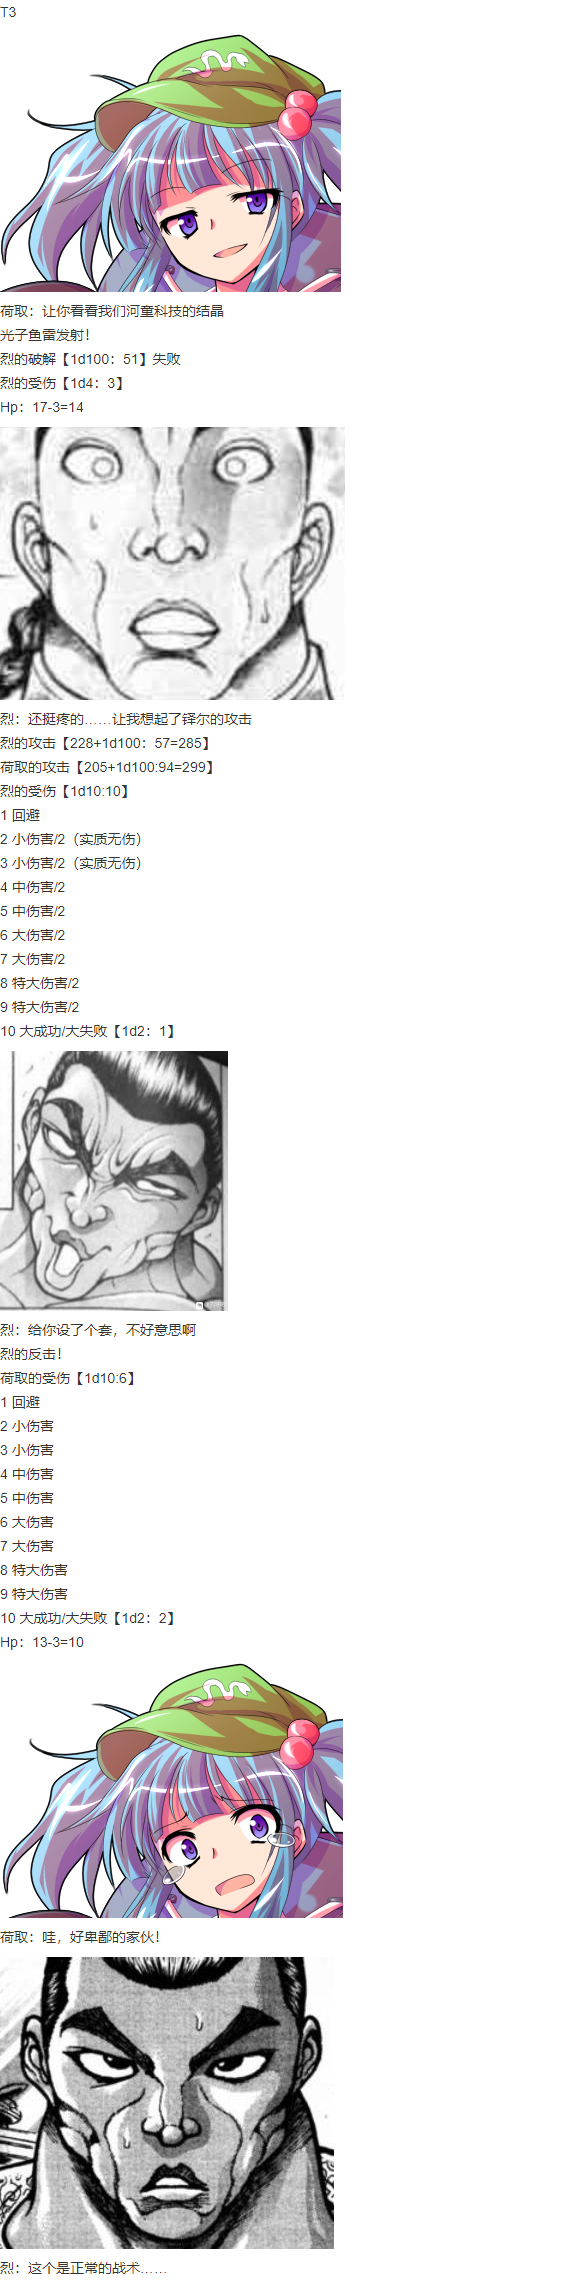 T3
荷取：让你看看我们河童科技的结晶
光子鱼雷发射！
烈的破解【1d100：51】失败
烈的受伤【1d4：3】
Hp：17-3=14
烈：还挺疼的……让我想起了铎尔的攻击
烈的攻击【228+1d100：57=285】
荷取的攻击【205+1d100:94=299】
烈的受伤【1d10:10】
1 回避
2 小伤害/2（实质无伤）
3 小伤害/2（实质无伤）
4 中伤害/2
5 中伤害/2
6 大伤害/2
7 大伤害/2
8 特大伤害/2
9 特大伤害/2
10 大成功/大失败【1d2：1】
烈：给你设了个套，不好意思啊
烈的反击！
荷取的受伤【1d10:6】
1 回避
2 小伤害
3 小伤害
4 中伤害
5 中伤害
6 大伤害
7 大伤害
8 特大伤害
9 特大伤害
10 大成功/大失败【1d2：2】
Hp：13-3=10
荷取：哇，好卑鄙的家伙！
烈：这个是正常的战术……